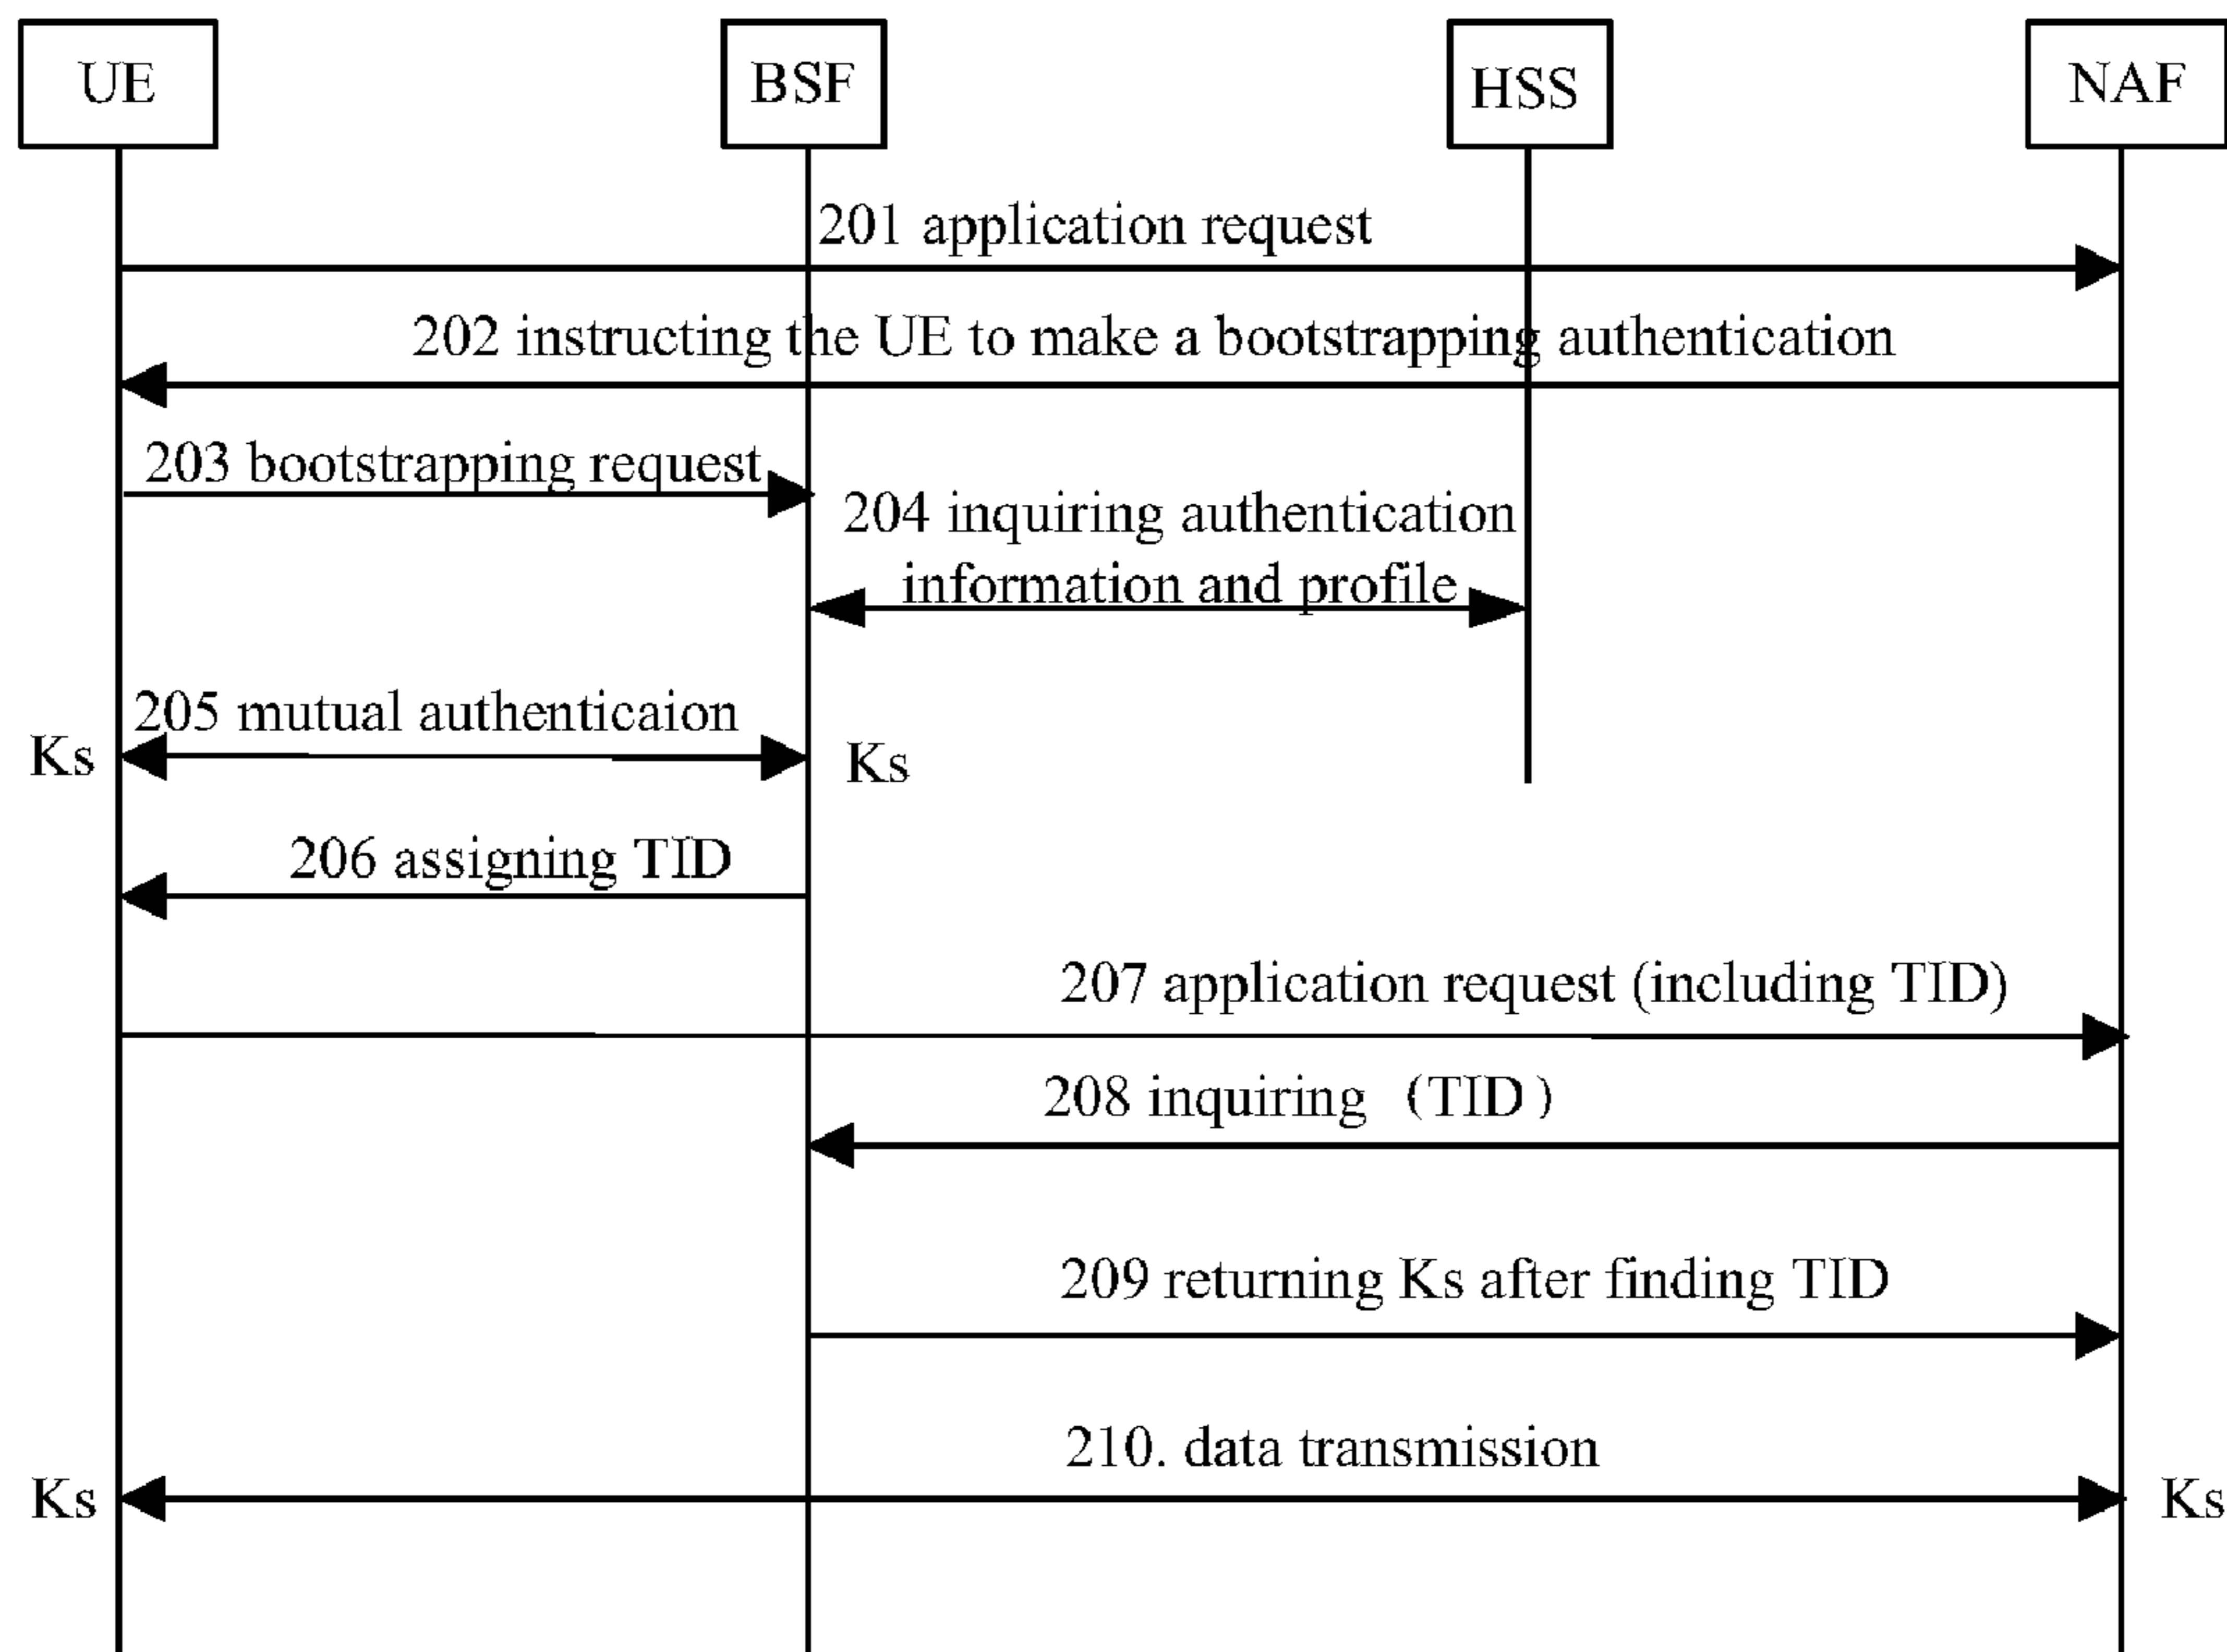 UE
BSF
HSS
NAF
201 application request
202 instructing the UE to make a bootstrapping authentication
203 bootstrapping request
204 inquiring authentication
information and profile
205 mutual authenticaion
Ks
Ks
206 assigning TID
207 application request (including TID)
208 inquiring (TID)
209 returning Ks after finding TID
210. data transmission
Ks
Ks